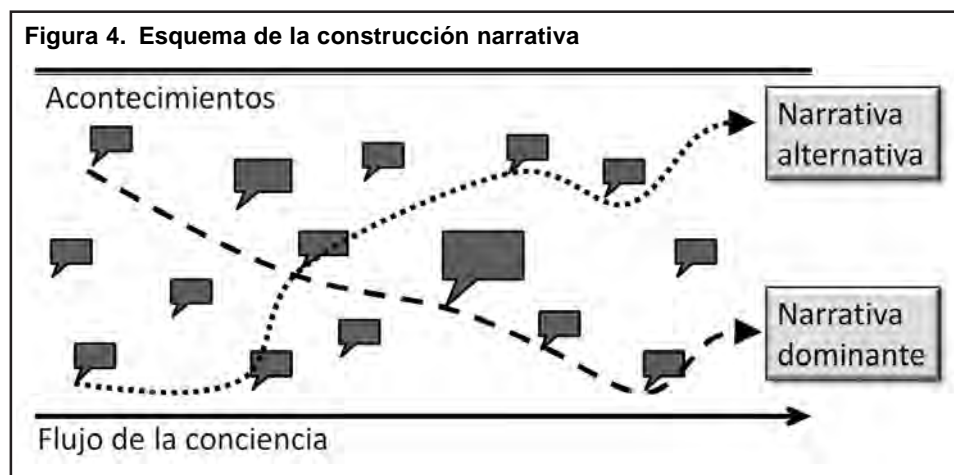 Figura 4. Esquema de la construcción narrativa
Acontecimientos
Narrativa
alternativa
Narrativa
dominante
Flujo de la conciencia